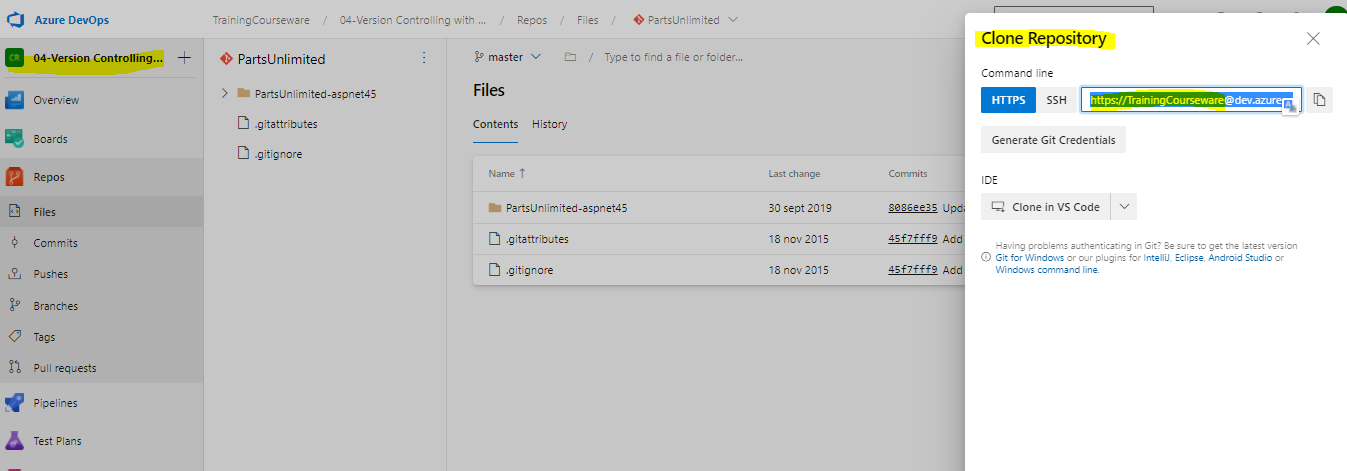 Azure DevOps
TrainingCourseware / 04-Version Controlling with ... / Repos / Files / PartsUnlimited
CR 04-Version Controlling...
Overview
Boards
Repos
Files
Commits
Pushes
Branches
Tags
Pull requests
Pipelines
Test Plans
PartsUnlimited
PartsUnlimited-aspnet45
.gitattributes
.gitignore
master / Type to find a file or folder...
Files
Contents History
Name ↑ Last change Commits
PartsUnlimited-aspnet45 30 sept 2019 8086ee35 Upda
.gitattributes 18 nov 2015 45f7fff9 Add
.gitignore 18 nov 2015 45f7fff9 Add
Clone Repository
Command line
HTTPS SSH https://TrainingCourseware@dev.azure
Generate Git Credentials
IDE
Clone in VS Code
Having problems authenticating in Git? Be sure to get the latest version
Git for Windows or our plugins for IntelliJ, Eclipse, Android Studio or
Windows command line.